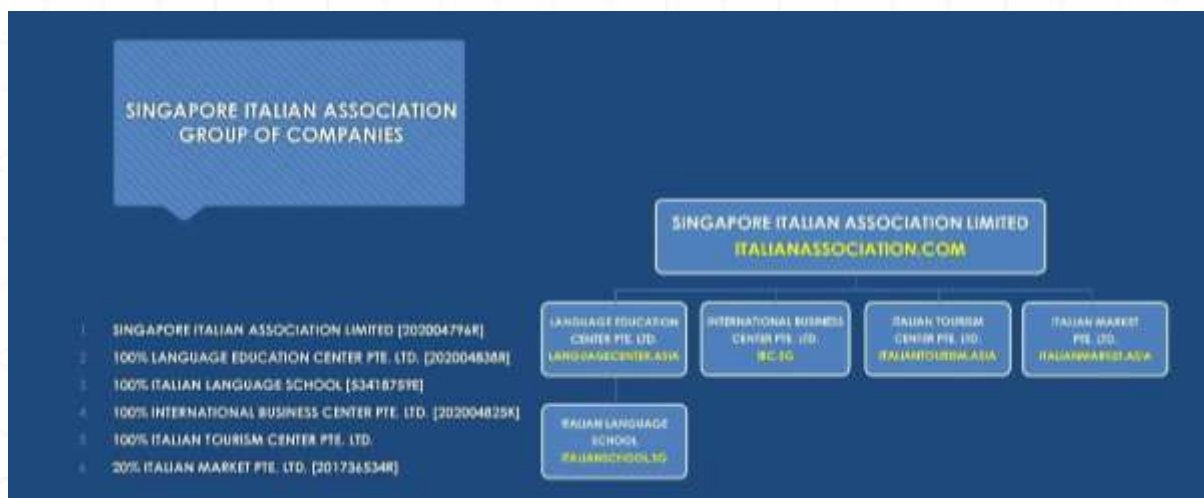 SINGAPORE ITALIAN ASSOCIATION
GROUP OF COMPANIES
SINGAPORE ITALIAN ASSOCIATION LIMITED
ITALIANASSOCIATION.COM
LANGUAGE EDUCATION
CENTER PTE. LTD.
LANGUAGECENTER.ASIA
INTERNATIONAL BUSINESS
CENTER PTE. LTD.
IBC.SG
ITALIAN TOURISM
CENTER PTE. LTD.
ITALIANTOURISM.ASIA
ITALIAN MARKET
PTE. LTD.
ITALIANMARKET.ASIA
ITALIAN LANGUAGE
SCHOOL
ITALIANSCHOOL.SG
1 SINGAPORE ITALIAN ASSOCIATION LIMITED [202004796R]
2 100% LANGUAGE EDUCATION CENTER PTE. LTD. [202004838R]
3 100% ITALIAN LANGUAGE SCHOOL [53418759E]
4 100% INTERNATIONAL BUSINESS CENTER PTE. LTD. [202004825K]
5 100% ITALIAN TOURISM CENTER PTE. LTD.
6 20% ITALIAN MARKET PTE. LTD. [201736534R]